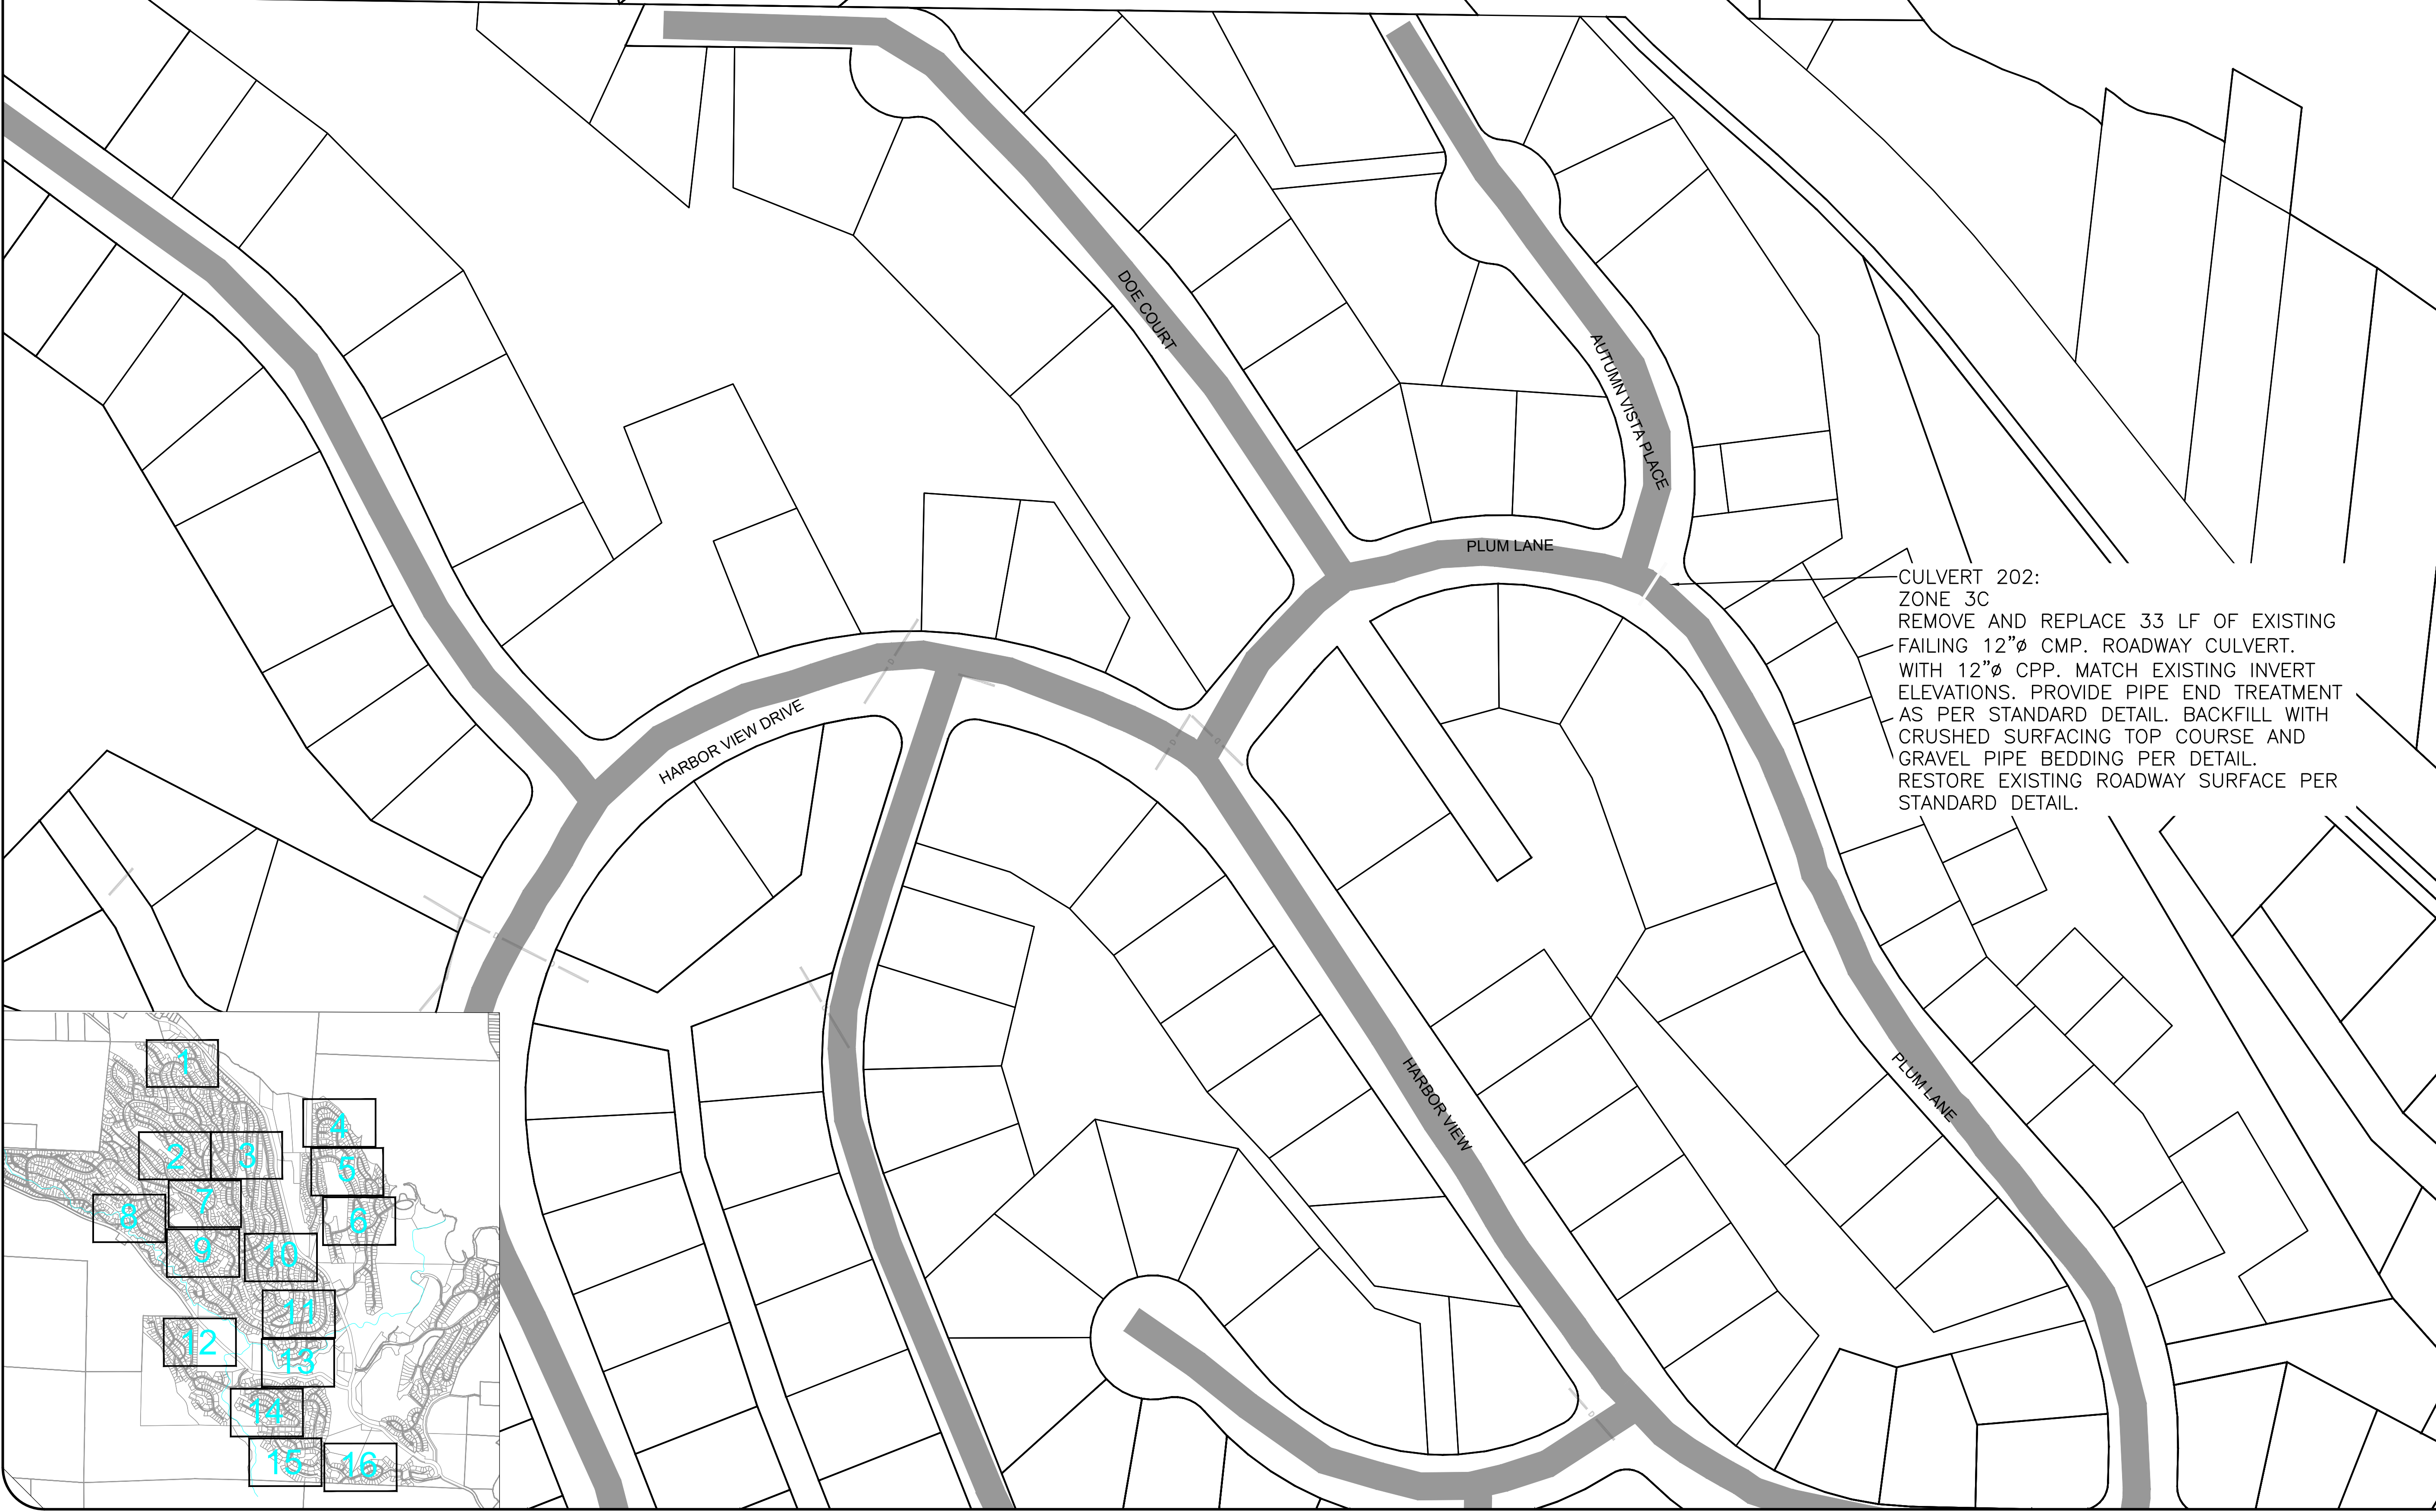 DOE COURT
AUTUMN VISTA PLACE
PLUM LANE
CULVERT 202:
ZONE 3C
REMOVE AND REPLACE 33 LF OF EXISTING
FAILING 12"ø CMP. ROADWAY CULVERT.
WITH 12"ø CPP. MATCH EXISTING INVERT
ELEVATIONS. PROVIDE PIPE END TREATMENT
AS PER STANDARD DETAIL. BACKFILL WITH
CRUSHED SURFACING TOP COURSE AND
GRAVEL PIPE BEDDING PER DETAIL.
RESTORE EXISTING ROADWAY SURFACE PER
STANDARD DETAIL.
HARBOR VIEW DRIVE
HARBOR VIEW
PLUM LANE
1
4
2
3
5
7
8
6
9
10
11
12
13
14
15
16